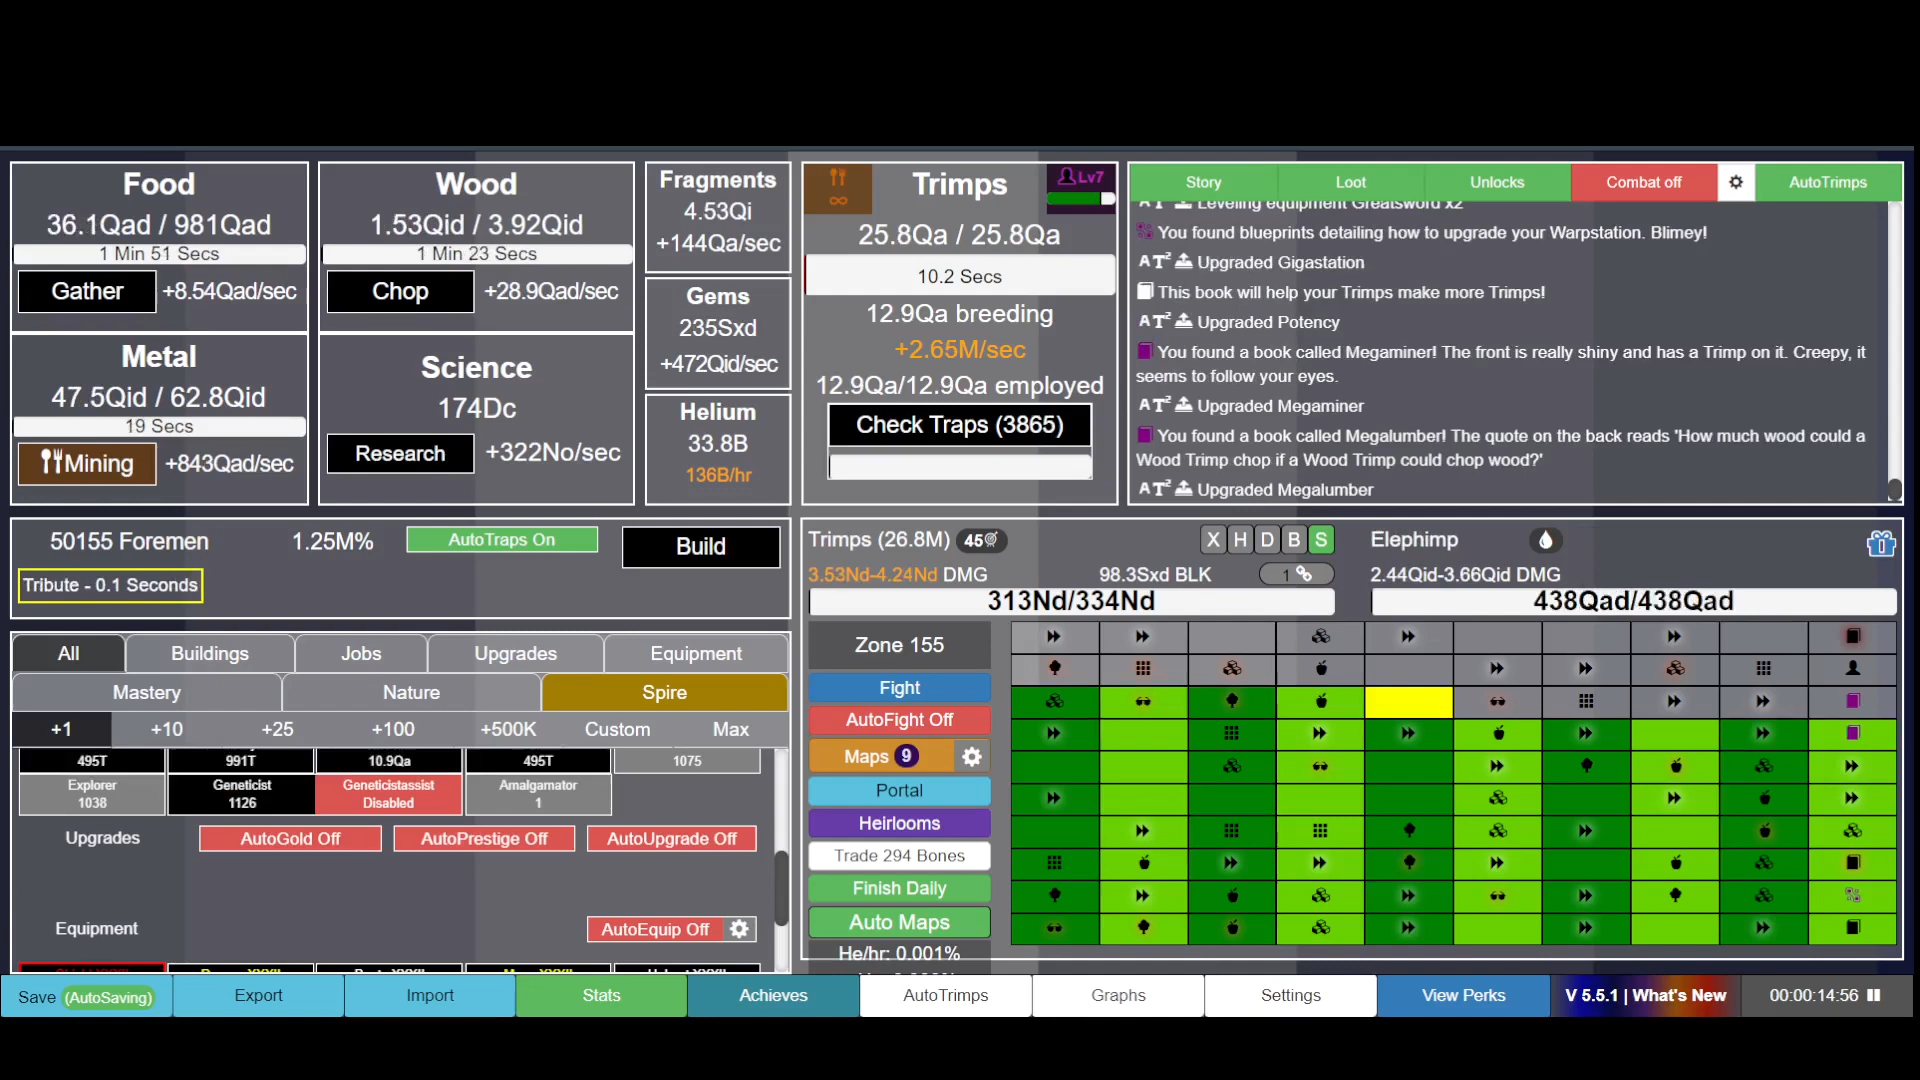 Food
36.1Qad / 981Qad
1 Min 51 Secs
Gather
+8.54Qad/sec
Wood
1.53Qid / 3.92Qid
1 Min 23 Secs
Chop
+28.9Qad/sec
Metal
47.5Qid / 62.8Qid
19 Secs
Mining
+843Qad/sec
Science
174Dc
Research
+322No/sec
Fragments
4.53Qi
+144Qa/sec
Gems
235Sxd
+472Qid/sec
Helium
33.8B
136B/hr
∞
Trimps
Lv7
25.8Qa / 25.8Qa
10.2 Secs
12.9Qa breeding
+2.65M/sec
12.9Qa/12.9Qa employed
Check Traps (3865)
Story
Loot
Unlocks
Combat off
AutoTrimps
AT² Leveling equipment Greatsword x2
You found blueprints detailing how to upgrade your Warpstation. Blimey!
AT² Upgraded Gigastation
This book will help your Trimps make more Trimps!
AT² Upgraded Potency
You found a book called Megaminer! The front is really shiny and has a Trimp on it. Creepy, it
seems to follow your eyes.
AT² Upgraded Megaminer
You found a book called Megalumber! The quote on the back reads 'How much wood could a
Wood Trimp chop if a Wood Trimp could chop wood?'
AT² Upgraded Megalumber
50155 Foremen
1.25M%
AutoTraps On
Build
Tribute - 0.1 Seconds
All
Buildings
Jobs
Upgrades
Equipment
Mastery
Nature
Spire
+1
+10
+25
+100
+500K
Custom
Max
495T
991T
10.9Qa
495T
1075
Explorer
1038
Geneticist
1126
Geneticistassist
Disabled
Amalgamator
1
Upgrades
AutoGold Off
AutoPrestige Off
AutoUpgrade Off
Equipment
AutoEquip Off
Trimps (26.8M)
45
X H D B S
3.53Nd-4.24Nd DMG
98.3Sxd BLK
1
313Nd/334Nd
Elephimp
2.44Qid-3.66Qid DMG
438Qad/438Qad
Zone 155
Fight
AutoFight Off
Maps 9
Portal
Heirlooms
Trade 294 Bones
Finish Daily
Auto Maps
He/hr: 0.001%
Save (AutoSaving)
Export
Import
Stats
Achieves
AutoTrimps
Graphs
Settings
View Perks
V 5.5.1 | What's New
00:00:14:56